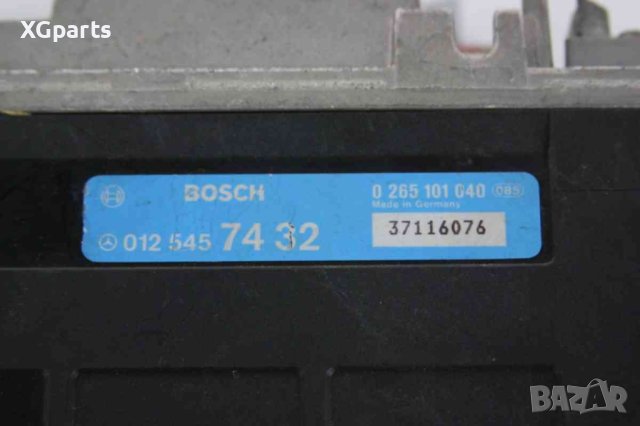 XGparts
BOSCH
0 265 101 040 085
Made in Germany
012 545 74 32
37116076
BAZAR